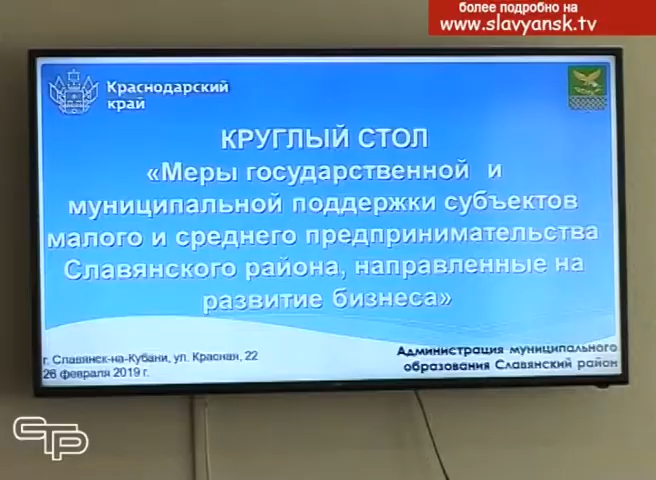 более подробно на
www.slavyansk.tv
Краснодарский
край
КРУГЛЫЙ СТОЛ
«Меры государственной и
муниципальной поддержки субъектов
малого и среднего предпринимательства
Славянского района, направленные на
развитие бизнеса»
г. Славянск-на-Кубани, ул. Красная, 22
26 февраля 2019 г.
Администрация муниципального
образования Славянский район
СТР